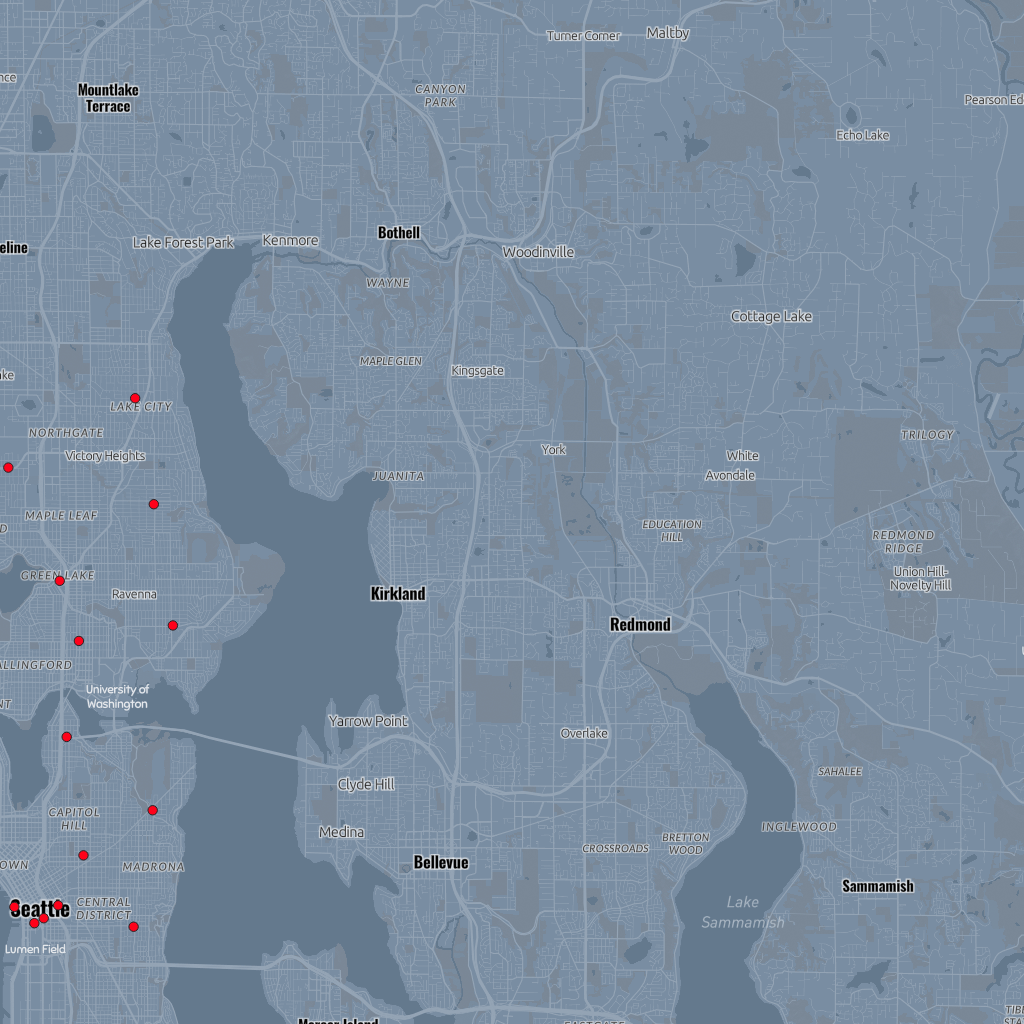 Turner Corner
Maltby
nce
Mountlake
Terrace
CANYON
PARK
Pearson Ed
Echo Lake
eline
Lake Forest Park
Kenmore
Bothell
Woodinville
WAYNE
Cottage Lake
MAPLE GLEN
Kingsgate
ke
LAKE CITY
NORTHGATE
Victory Heights
TRILOGY
York
White
Avondale
JUANITA
MAPLE LEAF
D
EDUCATION
HILL
REDMOND
RIDGE
GREEN LAKE
Union Hill-
Novelty Hill
Ravenna
Kirkland
Redmond
ALLINGFORD
University of
Washington
NT
Yarrow Point
Overlake
Clyde Hill
SAHALEE
CAPITOL
HILL
Medina
INGLEWOOD
BRETTON
WOOD
CROSSROADS
OWN
MADRONA
Bellevue
Sammamish
Seattle
CENTRAL
DISTRICT
Lake
Sammamish
Lumen Field
Mercer Island
EASTGATE
TIB
STA